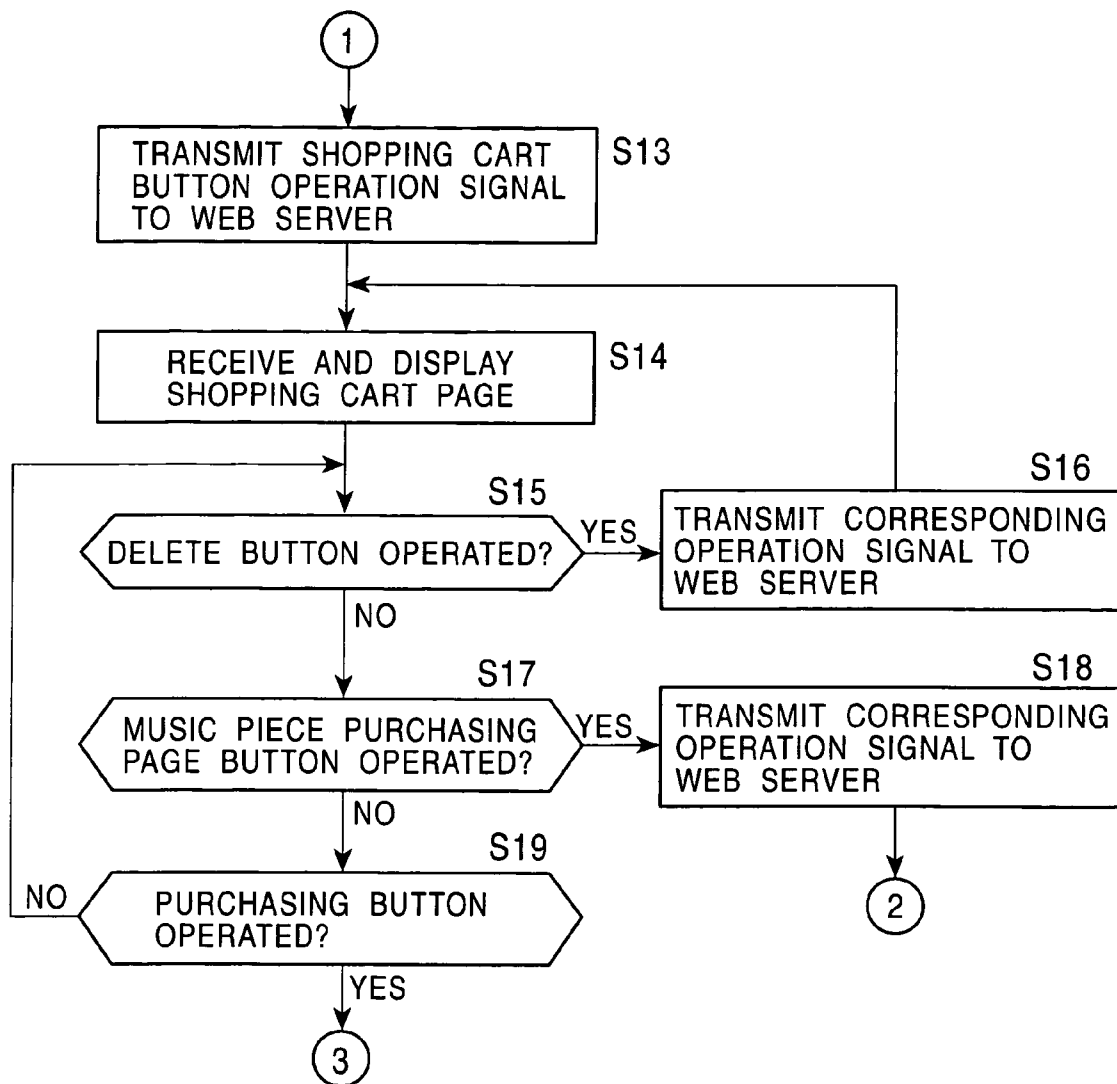 1
TRANSMIT SHOPPING CART
BUTTON OPERATION SIGNAL
TO WEB SERVER
S13
RECEIVE AND DISPLAY
SHOPPING CART PAGE
S14
S15
DELETE BUTTON OPERATED?
YES
NO
S16
TRANSMIT CORRESPONDING
OPERATION SIGNAL TO
WEB SERVER
S17
MUSIC PIECE PURCHASING
PAGE BUTTON OPERATED?
YES
NO
S18
TRANSMIT CORRESPONDING
OPERATION SIGNAL TO
WEB SERVER
2
S19
PURCHASING BUTTON
OPERATED?
NO
YES
3